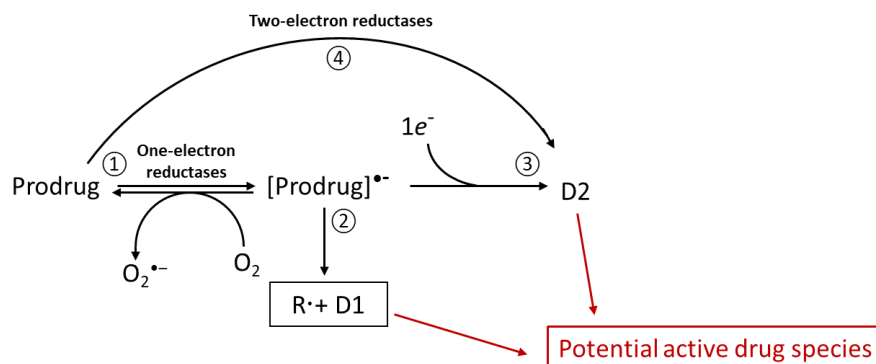 Two-electron reductases
④
1e⁻
① One-electron reductases
③
Prodrug
[Prodrug]•-
D2
②
O₂•−
O₂
R· + D1
Potential active drug species